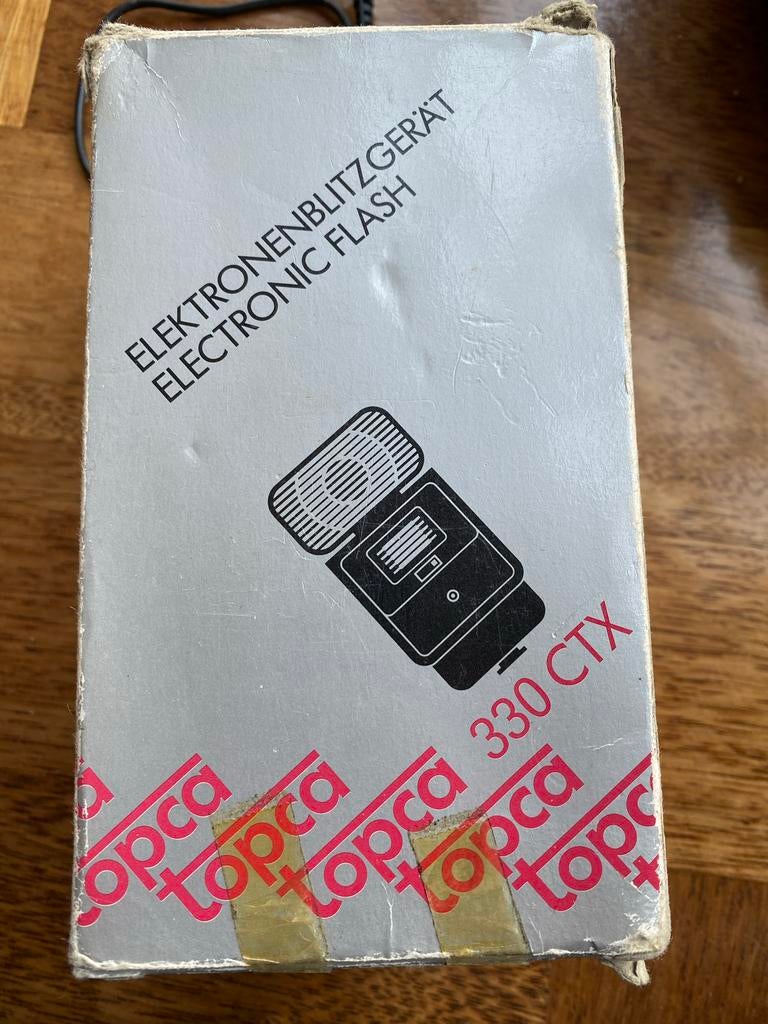 ELEKTRONENBLITZGERÄT
ELECTRONIC FLASH
330 CTX
topca
topca
topca
topca
topca